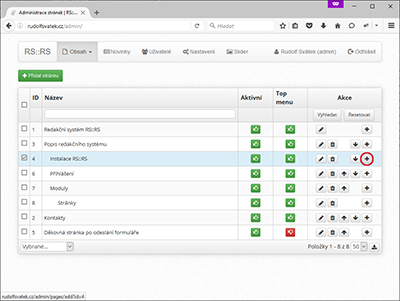 Administrace stránek | RS::RS
rudolfsvatek.cz/admin/
Hledat
RS::RS Obsah Novinky Uživatelé Nastavení Slider Rudolf Svátek (admin) Odhlásit
Přidat stránku
ID Název Aktivní Top menu Akce
Vyhledat Resetovat
1 Redakční systém RS::RS
3 Popis redakčního systému
4 Instalace RS::RS
6 Přihlášení
7 Moduly
8 Stránky
2 Kontakty
5 Děkovná stránka po odeslání formuláře
Vybrané... Položky 1 - 8 z 8 50
rudolfsvatek.cz/admin/pages/add?id=4